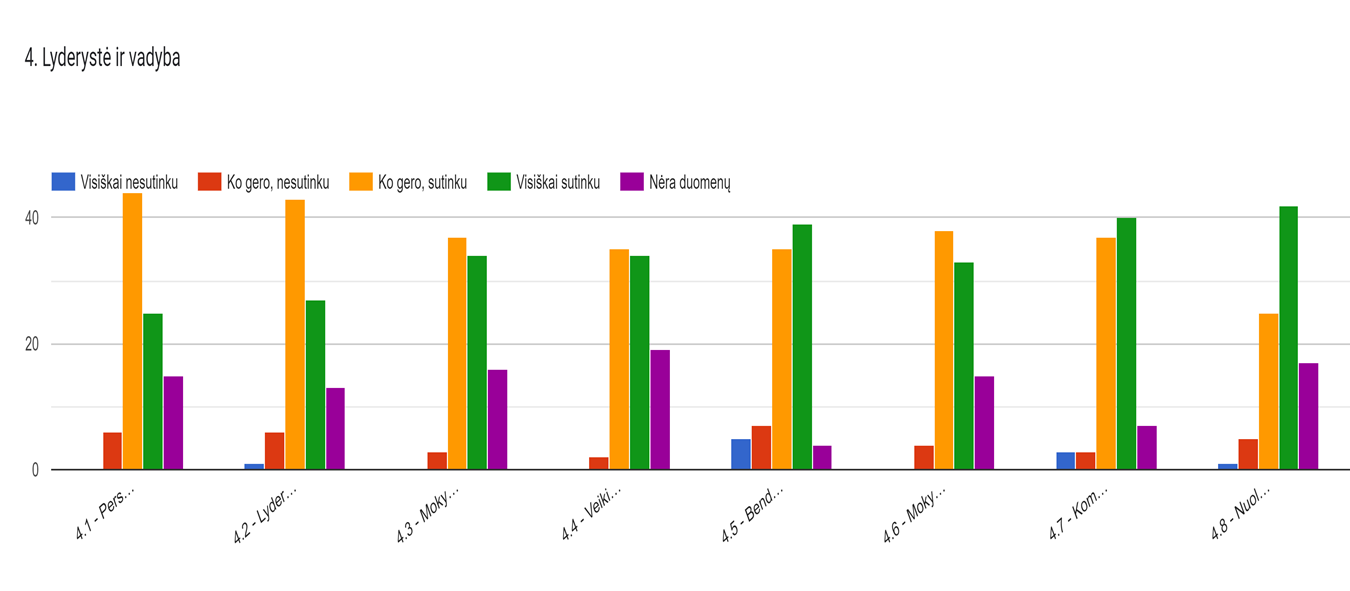 4. Lyderystė ir vadyba
Visiškai nesutinku Ko gero, nesutinku Ko gero, sutinku Visiškai sutinku Nėra duomenų
40
20
0
4.1 - Pers…
4.2 - Lyder…
4.3 - Moky…
4.4 - Veiki…
4.5 - Bend…
4.6 - Moky…
4.7 - Kom…
4.8 - Nuol…